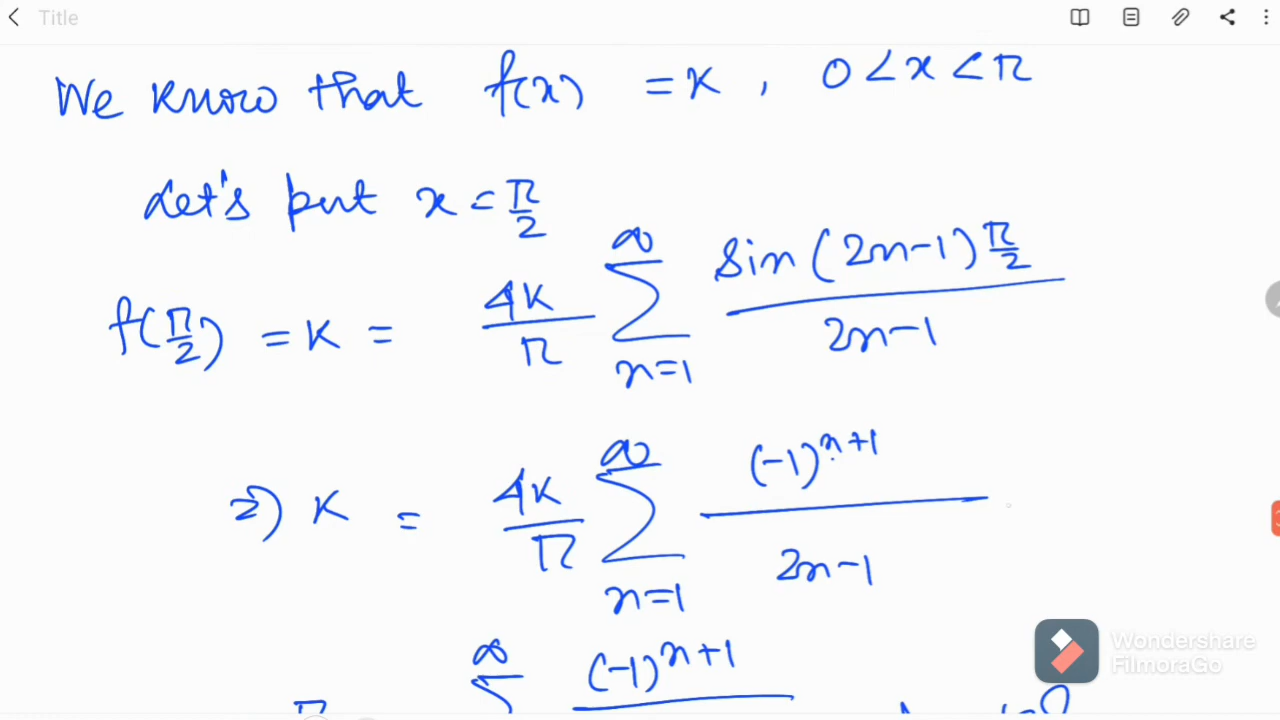 Title
We know that f(x) = K , 0 < x < π
Let's put x = π/2
f(π/2) = K = 4K/π ∑_{n=1}^{∞} sin (2n-1) π/2 / 2n-1
⇒) K = 4K/π ∑_{n=1}^{∞} (-1)^{n+1} / 2n-1
∞ (-1)^{n+1}
Wondershare
FilmoraGo